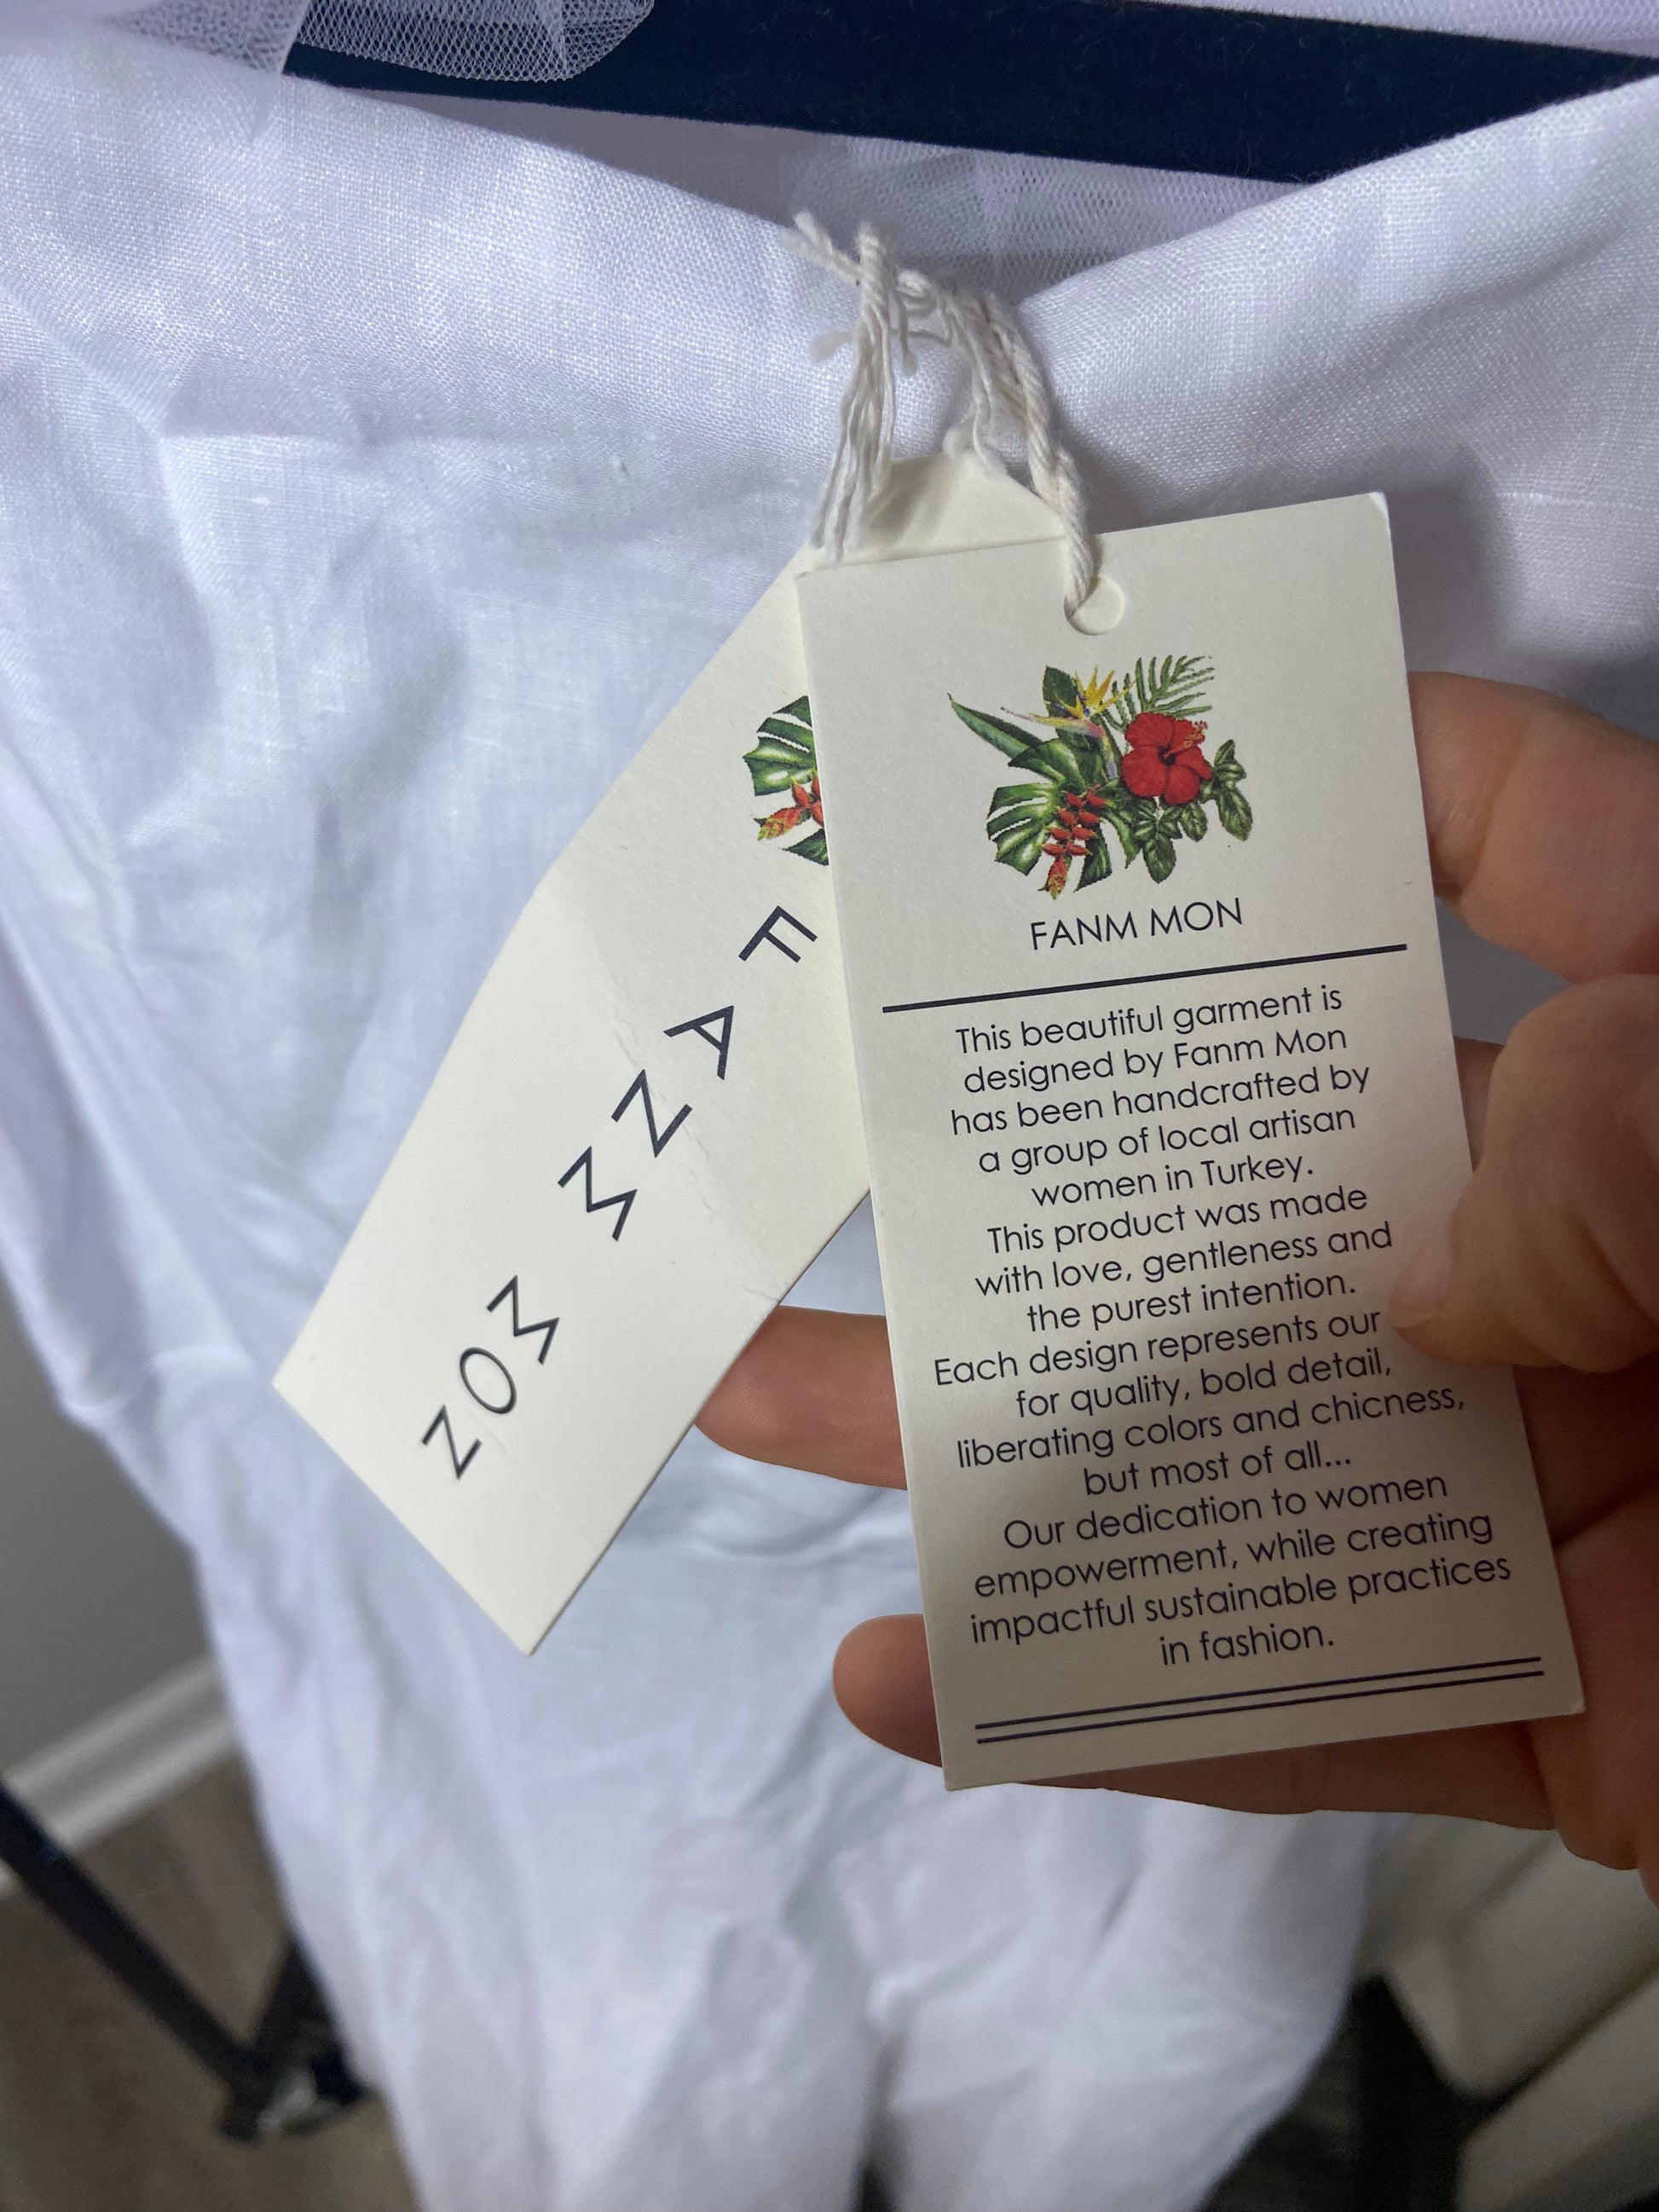 FANM MON
FANM MON
This beautiful garment is
designed by Fanm Mon
has been handcrafted by
a group of local artisan
women in Turkey.
This product was made
with love, gentleness and
the purest intention.
Each design represents our
for quality, bold detail,
liberating colors and chicness,
but most of all...
Our dedication to women
empowerment, while creating
impactful sustainable practices
in fashion.